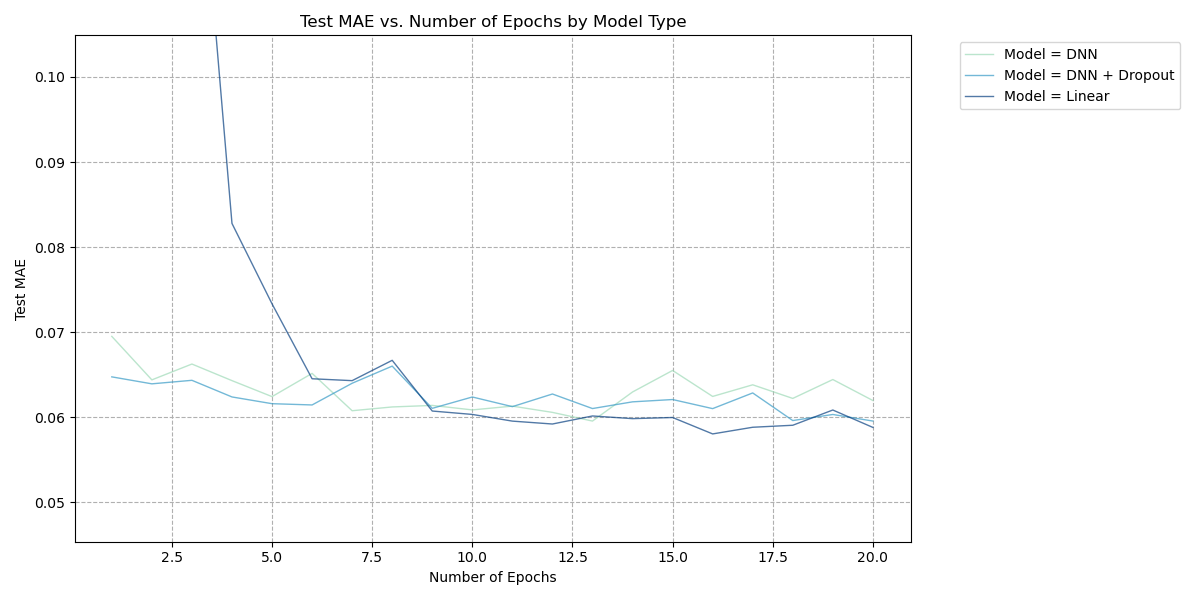 Test MAE vs. Number of Epochs by Model Type
Model = DNN
Model = DNN + Dropout
Model = Linear
Test MAE
0.10
0.09
0.08
0.07
0.06
0.05
2.5 5.0 7.5 10.0 12.5 15.0 17.5 20.0
Number of Epochs